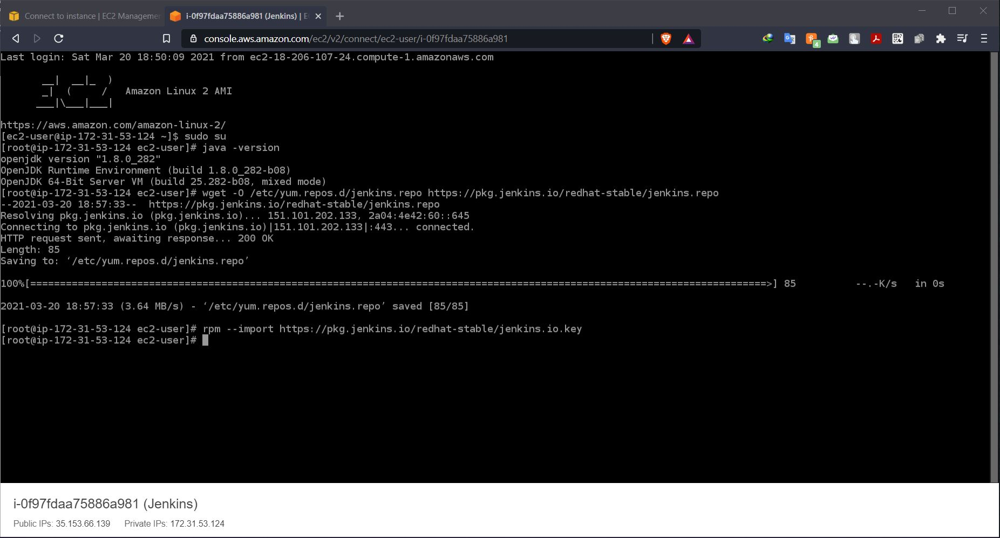 Connect to instance | EC2 Managemen
i-0f97fdaa75886a981 (Jenkins) | E
console.aws.amazon.com/ec2/v2/connect/ec2-user/i-0f97fdaa75886a981
4
Last login: Sat Mar 20 18:50:09 2021 from ec2-18-206-107-24.compute-1.amazonaws.com
       __|  __|_  )
       _|  (     /   Amazon Linux 2 AMI
      ___|\___|___|
https://aws.amazon.com/amazon-linux-2/
[ec2-user@ip-172-31-53-124 ~]$ sudo su
[root@ip-172-31-53-124 ec2-user]# java -version
openjdk version "1.8.0_282"
OpenJDK Runtime Environment (build 1.8.0_282-b08)
OpenJDK 64-Bit Server VM (build 25.282-b08, mixed mode)
[root@ip-172-31-53-124 ec2-user]# wget -O /etc/yum.repos.d/jenkins.repo https://pkg.jenkins.io/redhat-stable/jenkins.repo
--2021-03-20 18:57:33--  https://pkg.jenkins.io/redhat-stable/jenkins.repo
Resolving pkg.jenkins.io (pkg.jenkins.io)... 151.101.202.133, 2a04:4e42:60::645
Connecting to pkg.jenkins.io (pkg.jenkins.io)|151.101.202.133|:443... connected.
HTTP request sent, awaiting response... 200 OK
Length: 85
Saving to: ‘/etc/yum.repos.d/jenkins.repo’
100%[============================================================================================================================>] 85          --.-K/s   in 0s
2021-03-20 18:57:33 (3.64 MB/s) - ‘/etc/yum.repos.d/jenkins.repo’ saved [85/85]
[root@ip-172-31-53-124 ec2-user]# rpm --import https://pkg.jenkins.io/redhat-stable/jenkins.io.key
[root@ip-172-31-53-124 ec2-user]#
i-0f97fdaa75886a981 (Jenkins)
Public IPs: 35.153.66.139 Private IPs: 172.31.53.124